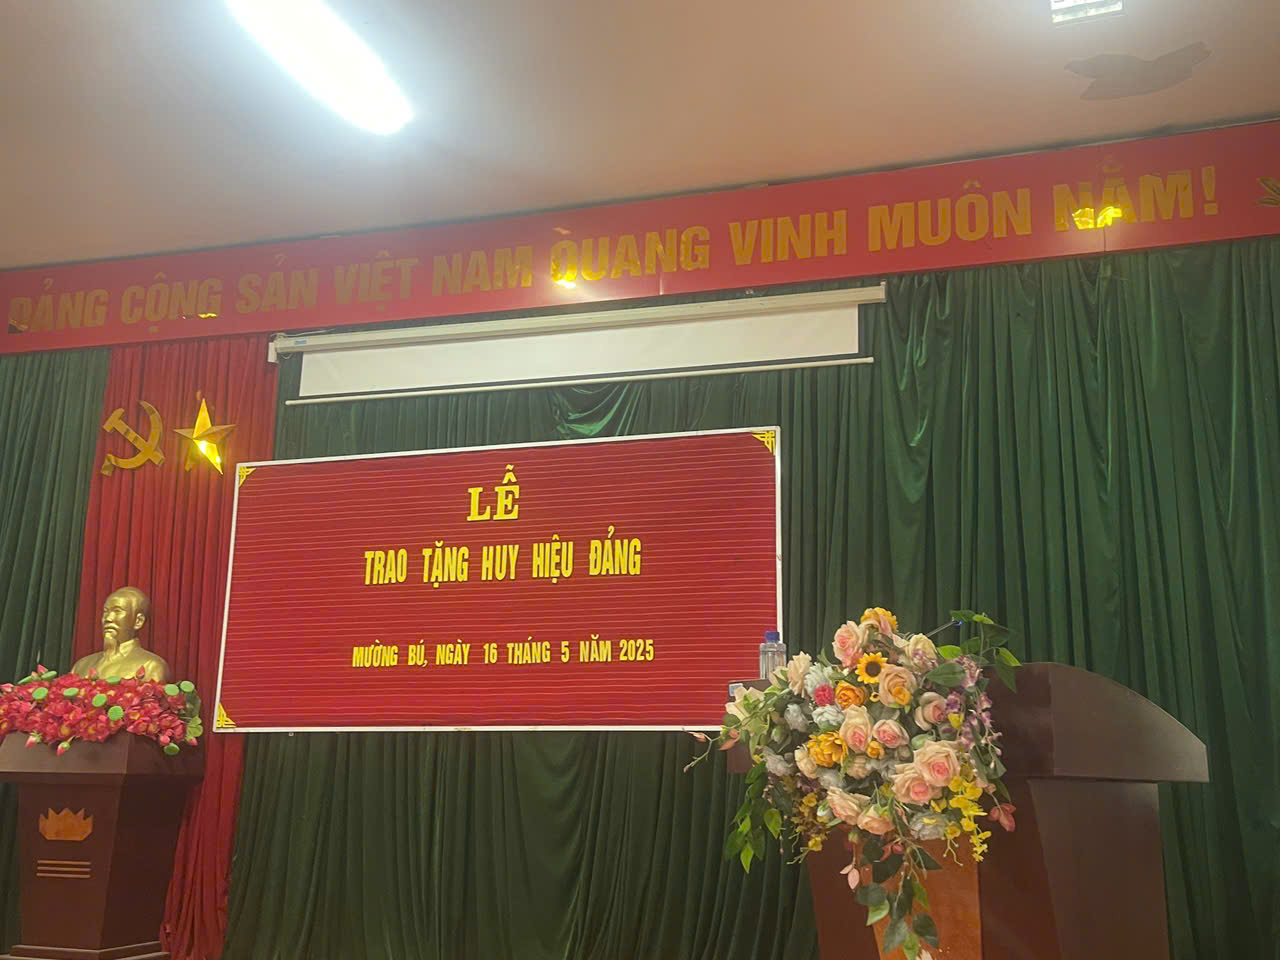 ĐẢNG CỘNG SẢN VIỆT NAM QUANG VINH MUÔN NĂM!
LỄ
TRAO TẶNG HUY HIỆU ĐẢNG
MƯỜNG BÚ, NGÀY 16 THÁNG 5 NĂM 2025